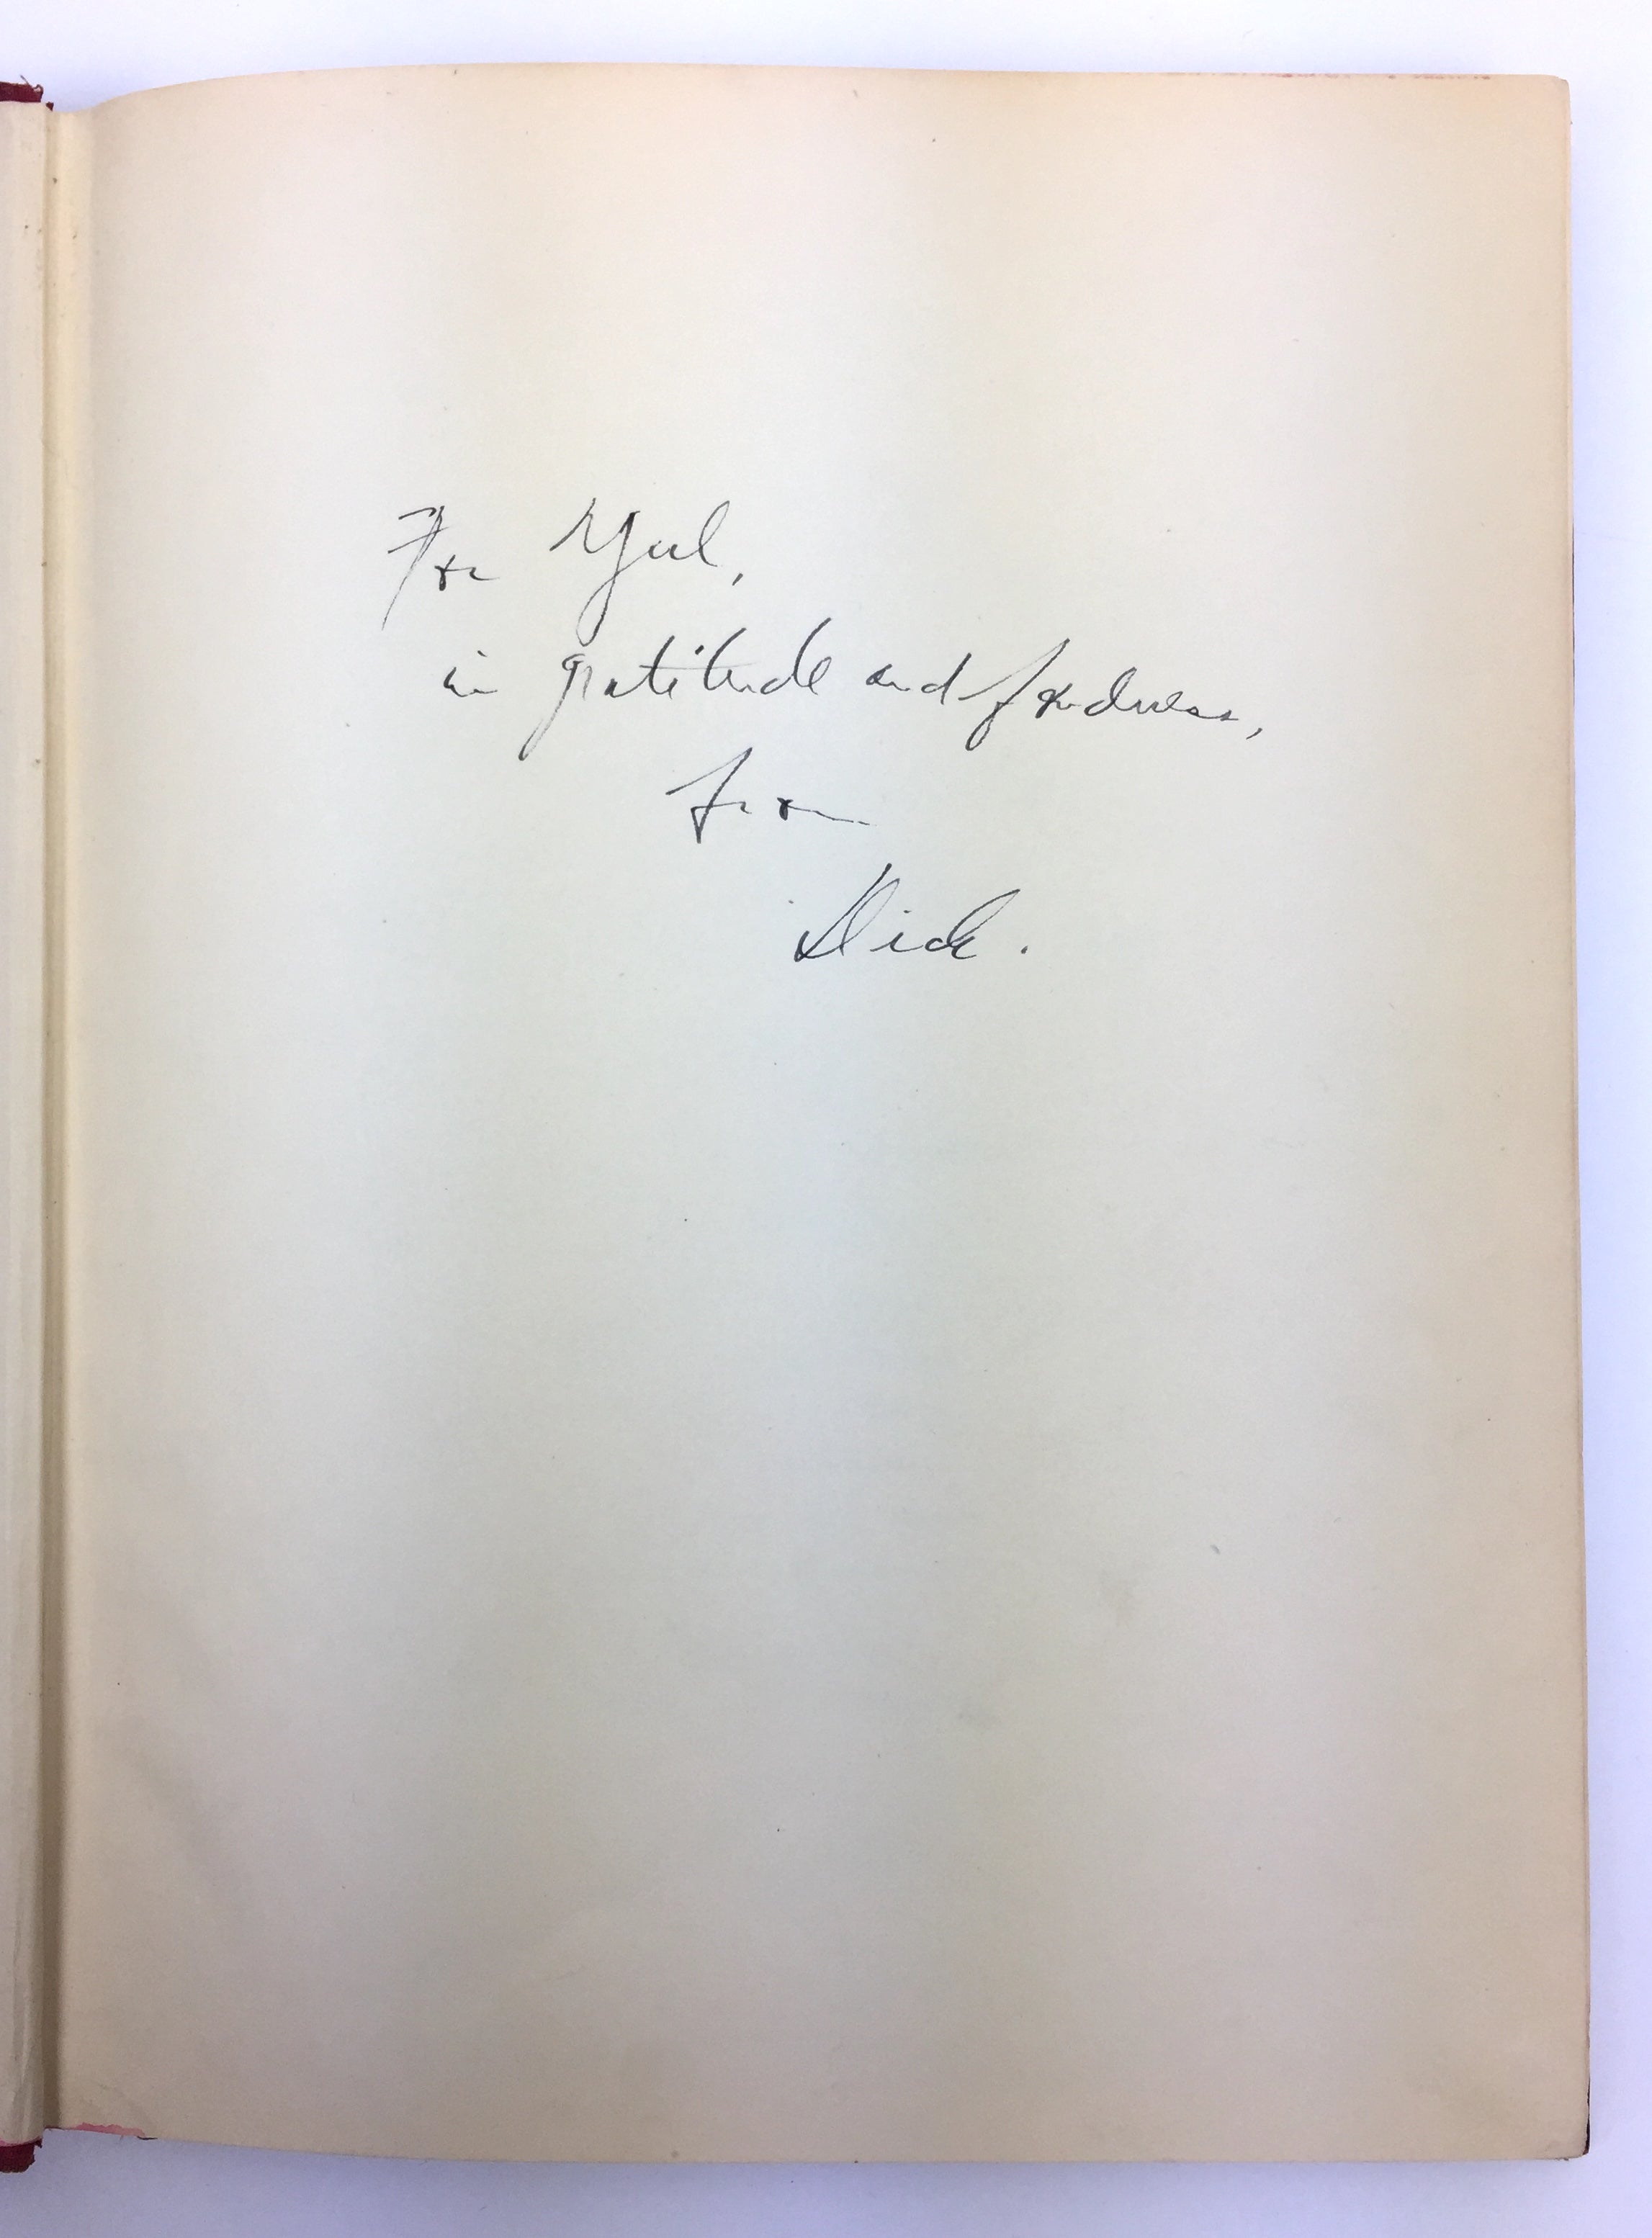 For Yul,
in gratitude and fondness,
from
Dick.